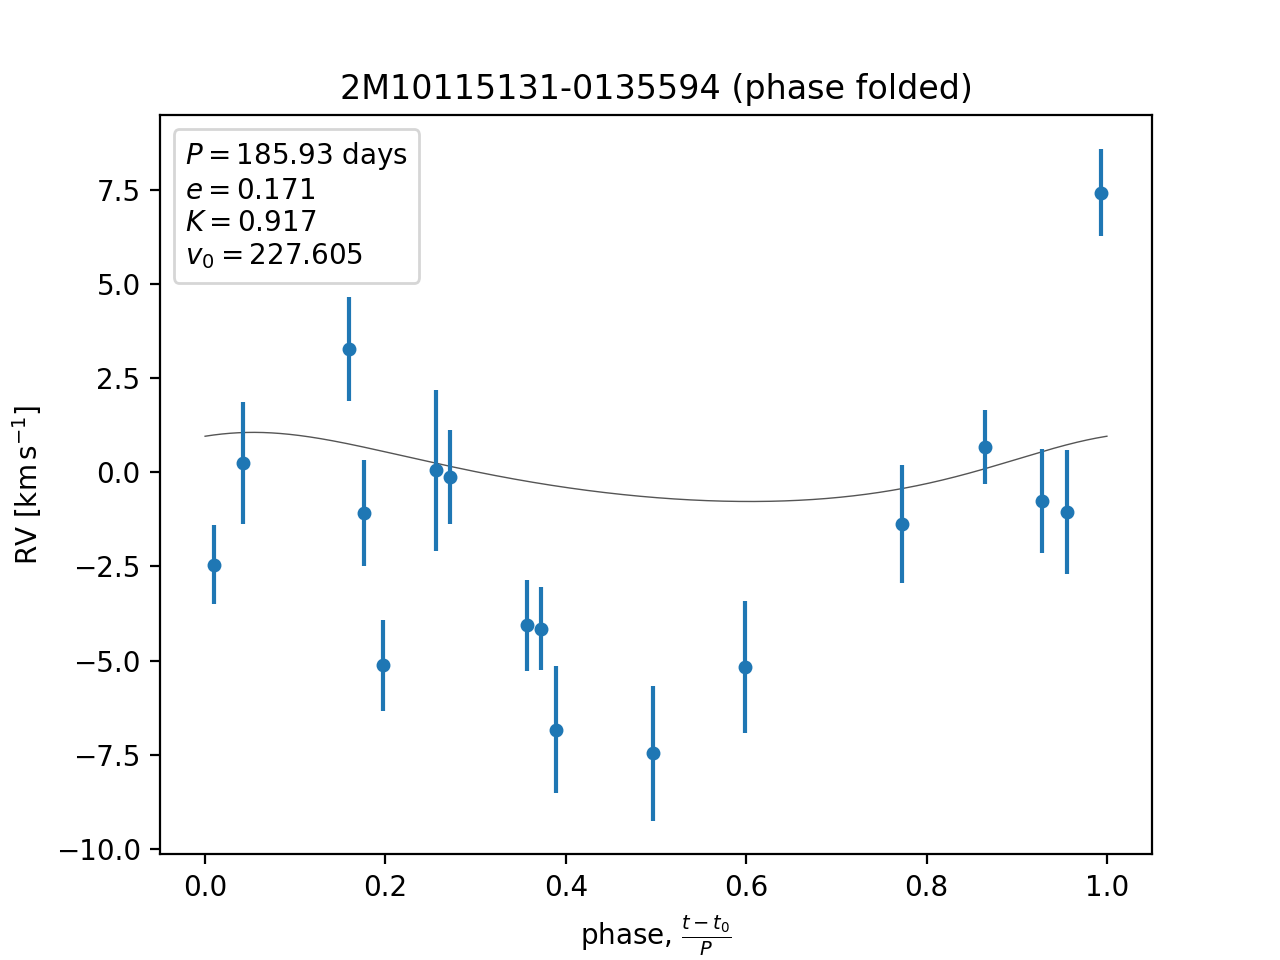 2M10115131-0135594 (phase folded)
P = 185.93 days
e = 0.171
K = 0.917
v₀ = 227.605
RV [km s⁻¹]
7.5
5.0
2.5
0.0
−2.5
−5.0
−7.5
−10.0
0.0 0.2 0.4 0.6 0.8 1.0
phase, (t − t₀)/P